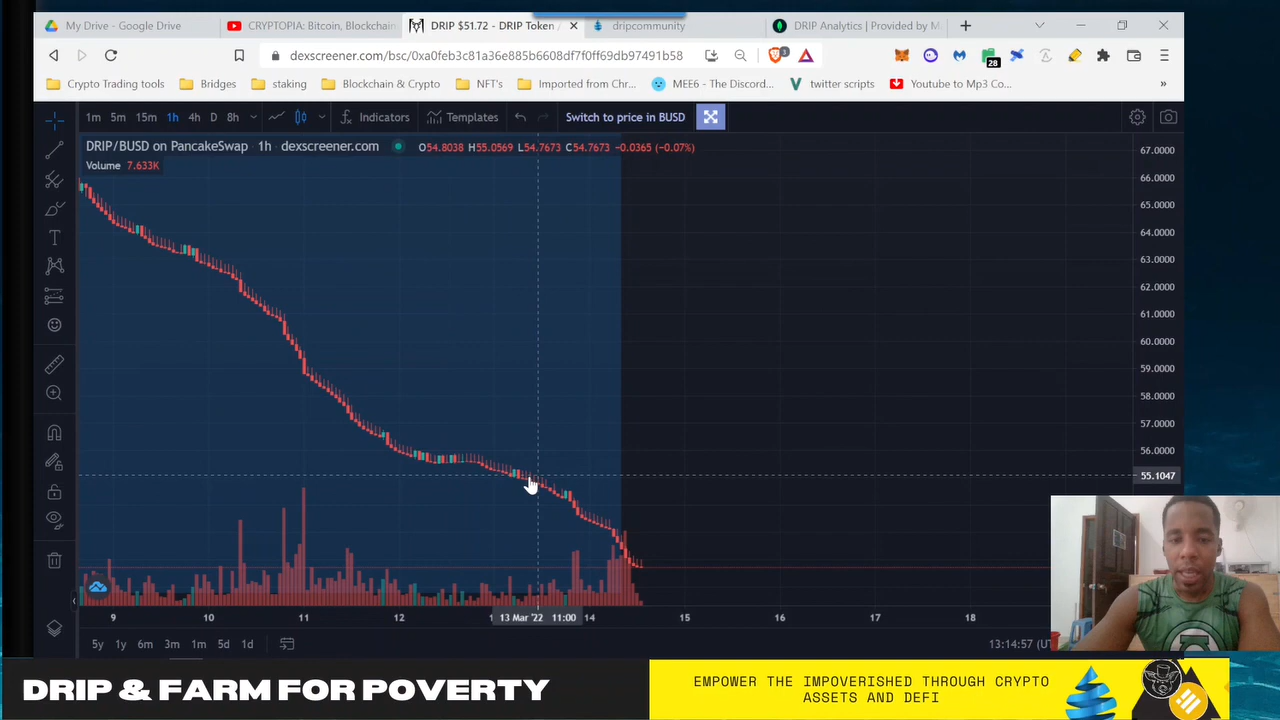 My Drive - Google Drive
CRYPTOPIA: Bitcoin, Blockchain
DRIP $51.72 - DRIP Token /
dripcommunity
DRIP Analytics | Provided by M
dexscreener.com/bsc/0xa0feb3c81a36e885b6608df7f0ff69db97491b58
3
28
Crypto Trading tools
Bridges
staking
Blockchain & Crypto
NFT's
Imported from Chr...
MEE6 - The Discord...
twitter scripts
Youtube to Mp3 Co...
»
1m 5m 15m 1h 4h D 8h
Indicators
Templates
Switch to price in BUSD
DRIP/BUSD on PancakeSwap · 1h · dexscreener.com
O54.8038 H55.0569 L54.7673 C54.7673 -0.0365 (-0.07%)
Volume 7.633K
67.0000
66.0000
65.0000
64.0000
63.0000
62.0000
61.0000
60.0000
59.0000
58.0000
57.0000
56.0000
55.1047
9 10 11 12 13 Mar '22 11:00 14 15 16 17 18
5y 1y 6m 3m 1m 5d 1d
13:14:57
DRIP & FARM FOR POVERTY
EMPOWER THE IMPOVERISHED THROUGH CRYPTO
ASSETS AND DEFI